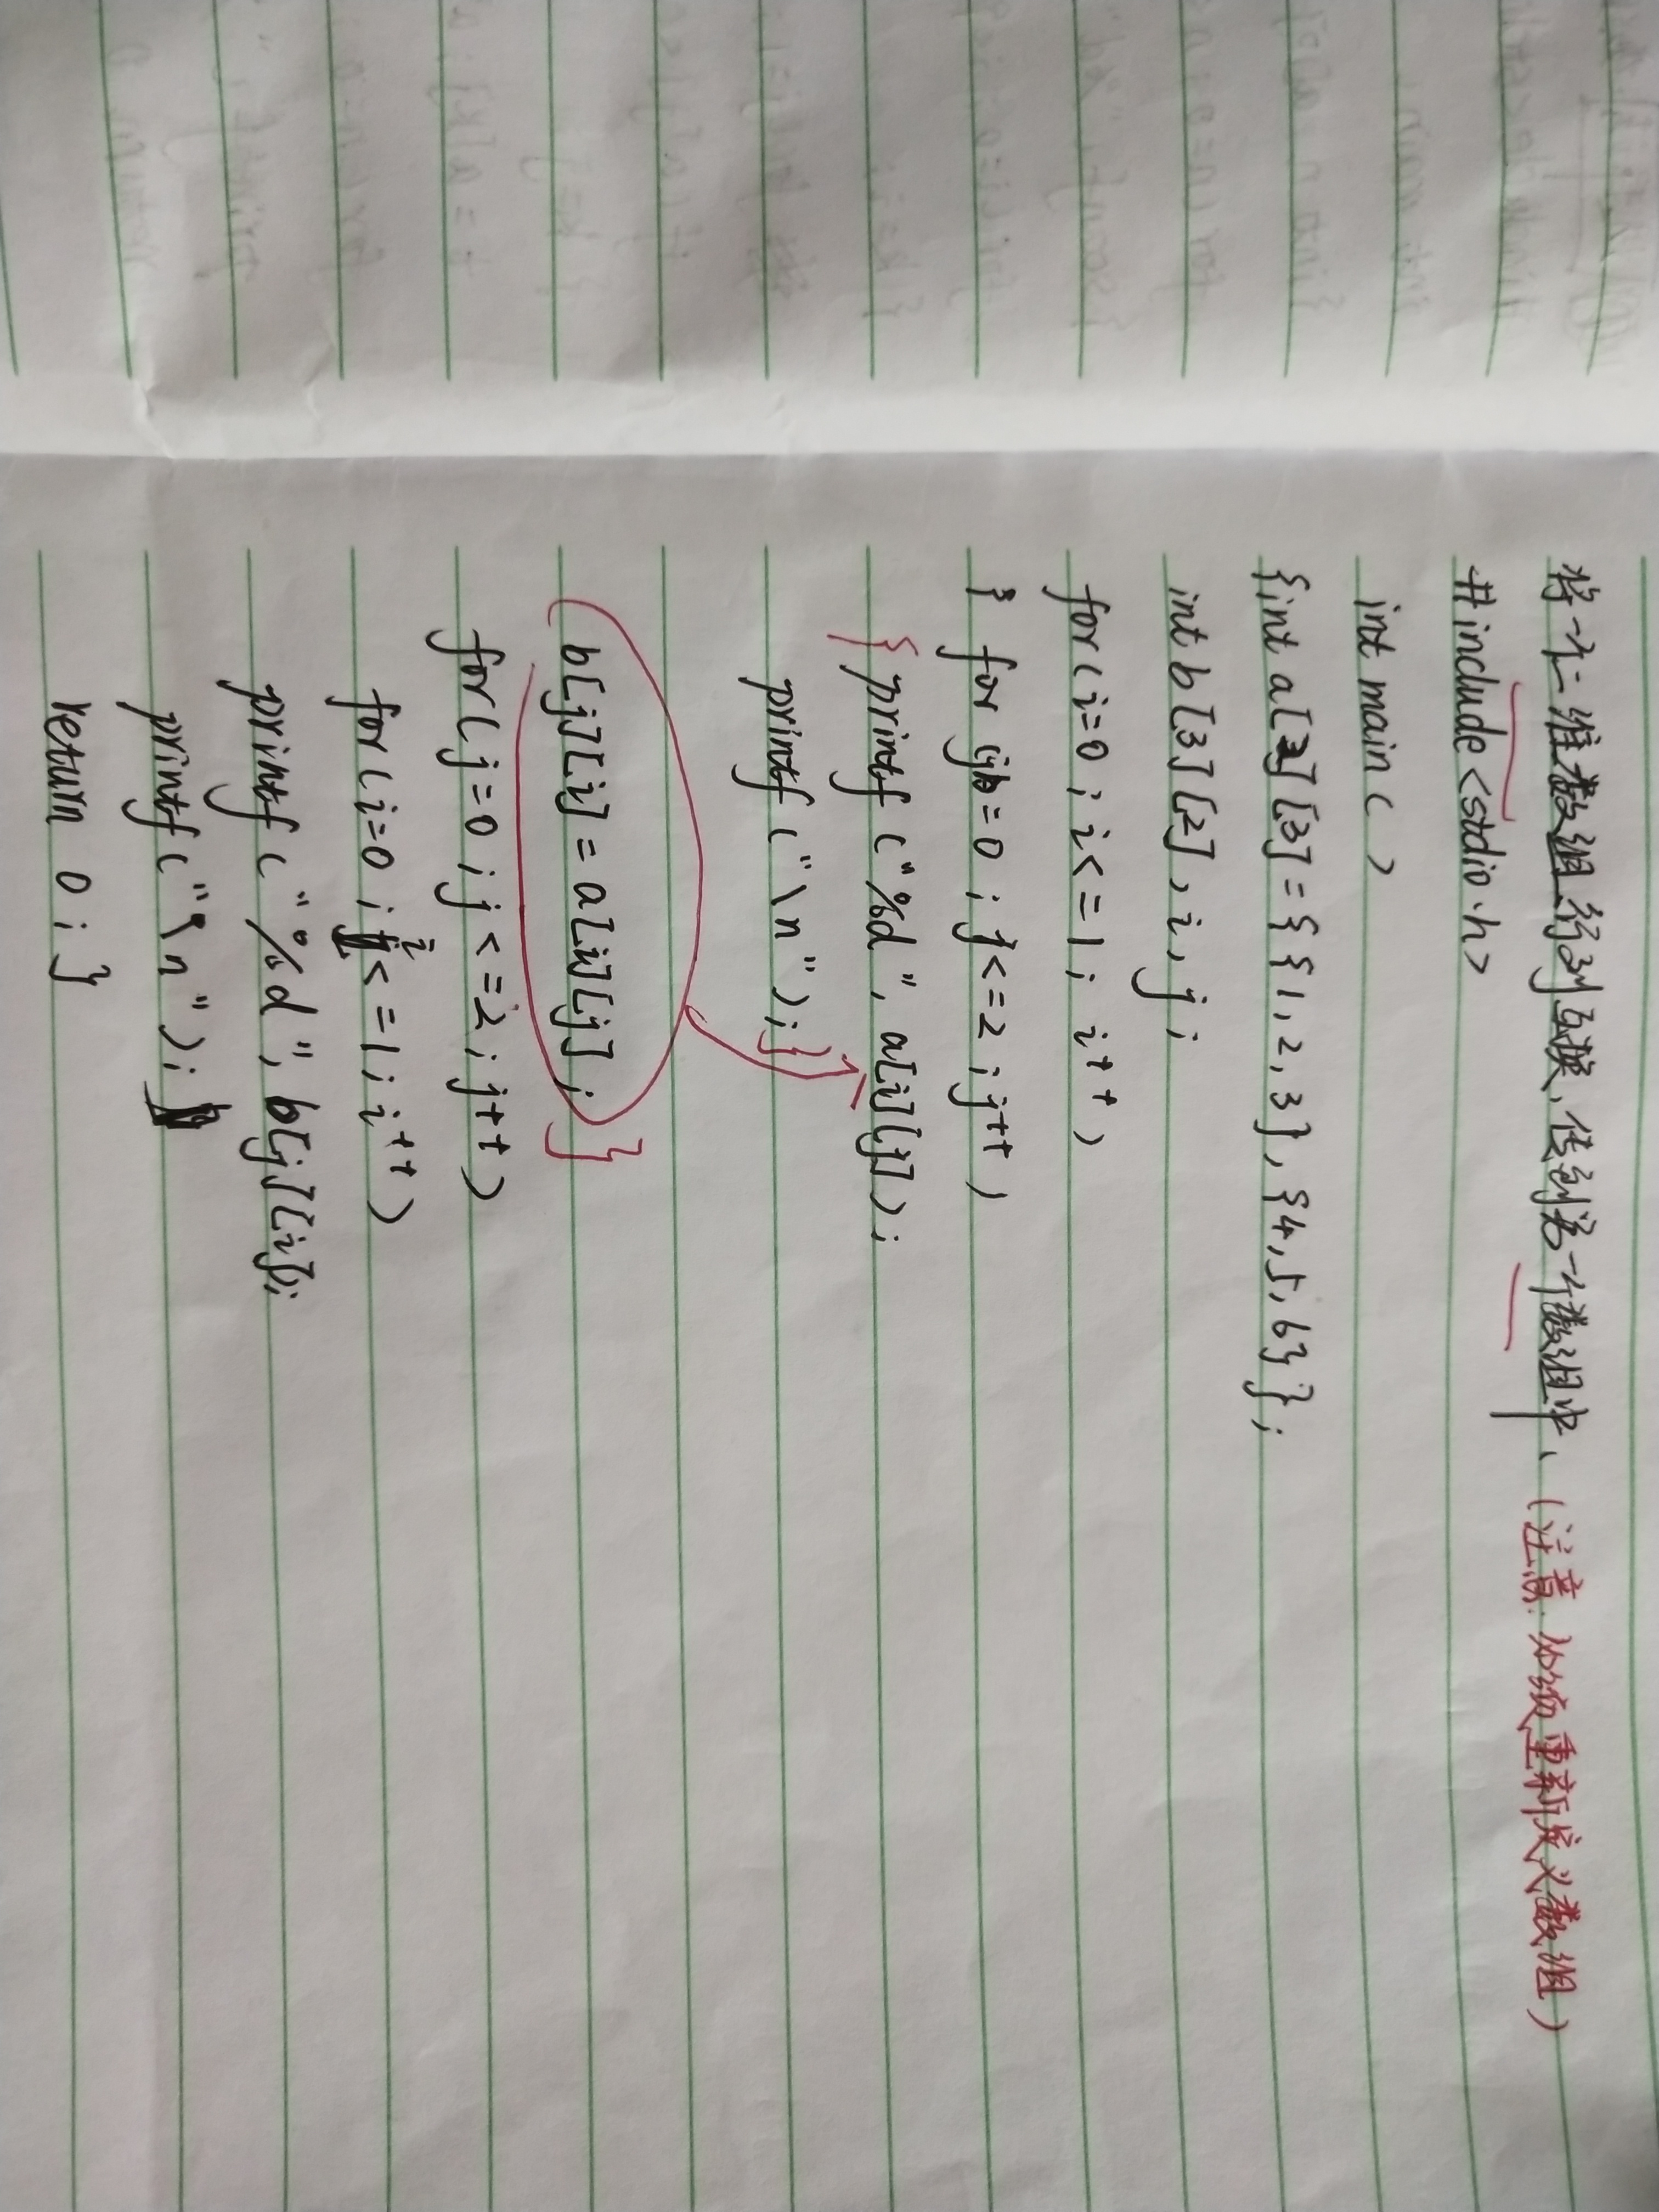 将一个二维数组行列互换,传到另一个数组中、(注意:必须重新定义数组)
#include<stdio.h>
int main()
{int a[2][3]={{1,2,3},{4,5,6}};
int b[3][2],i,j;
for(i=0;i<=1;i++)
} for (j=0;j<=2;j++)
{printf("%d",a[i][j]);
printf("\n");}
b[j][i]=a[i][j];}
for(j=0;j<=2;j++)
for(i=0;i<=1;i++)
printf("%d",b[j][i];
printf("\n");
return 0;}